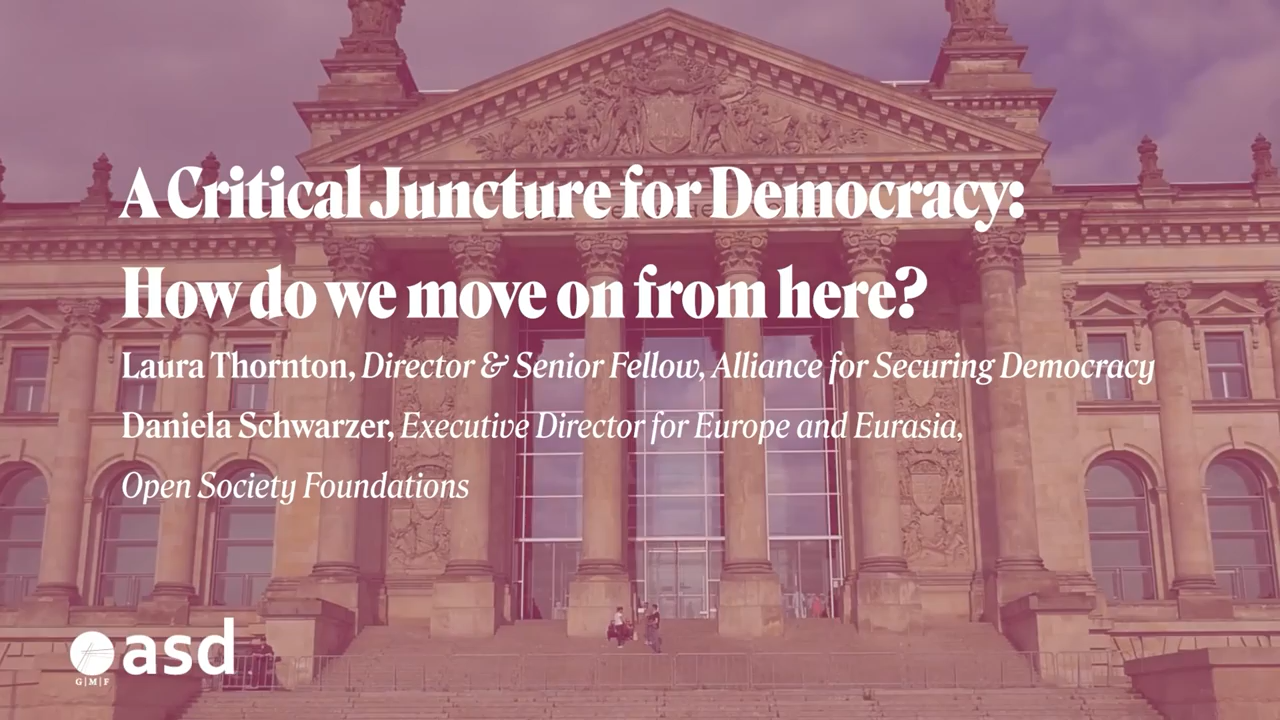 A Critical Juncture for Democracy:
How do we move on from here?
Laura Thornton, Director & Senior Fellow, Alliance for Securing Democracy
Daniela Schwarzer, Executive Director for Europe and Eurasia,
Open Society Foundations
asd
G|M|F